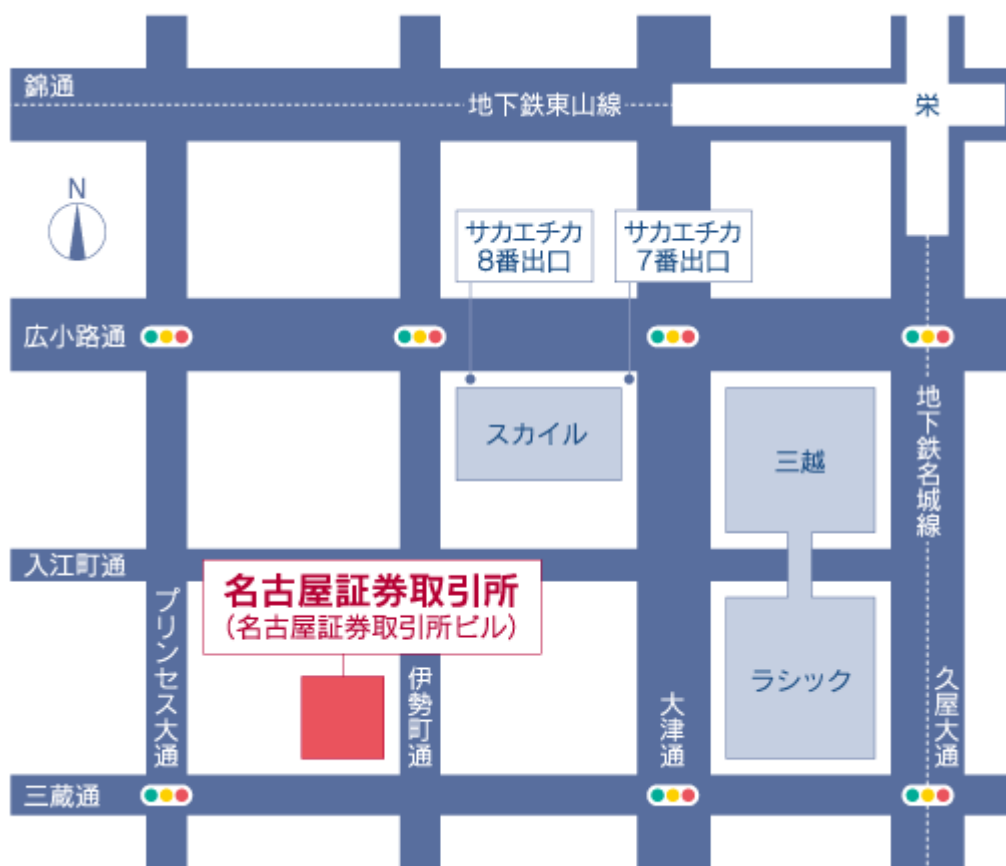 錦通
地下鉄東山線
栄
N
サカエチカ
8番出口
サカエチカ
7番出口
広小路通
スカイル
三越
地下鉄名城線
入江町通
名古屋証券取引所
(名古屋証券取引所ビル)
プリンセス大通
伊勢町通
大津通
ラシック
久屋大通
三蔵通